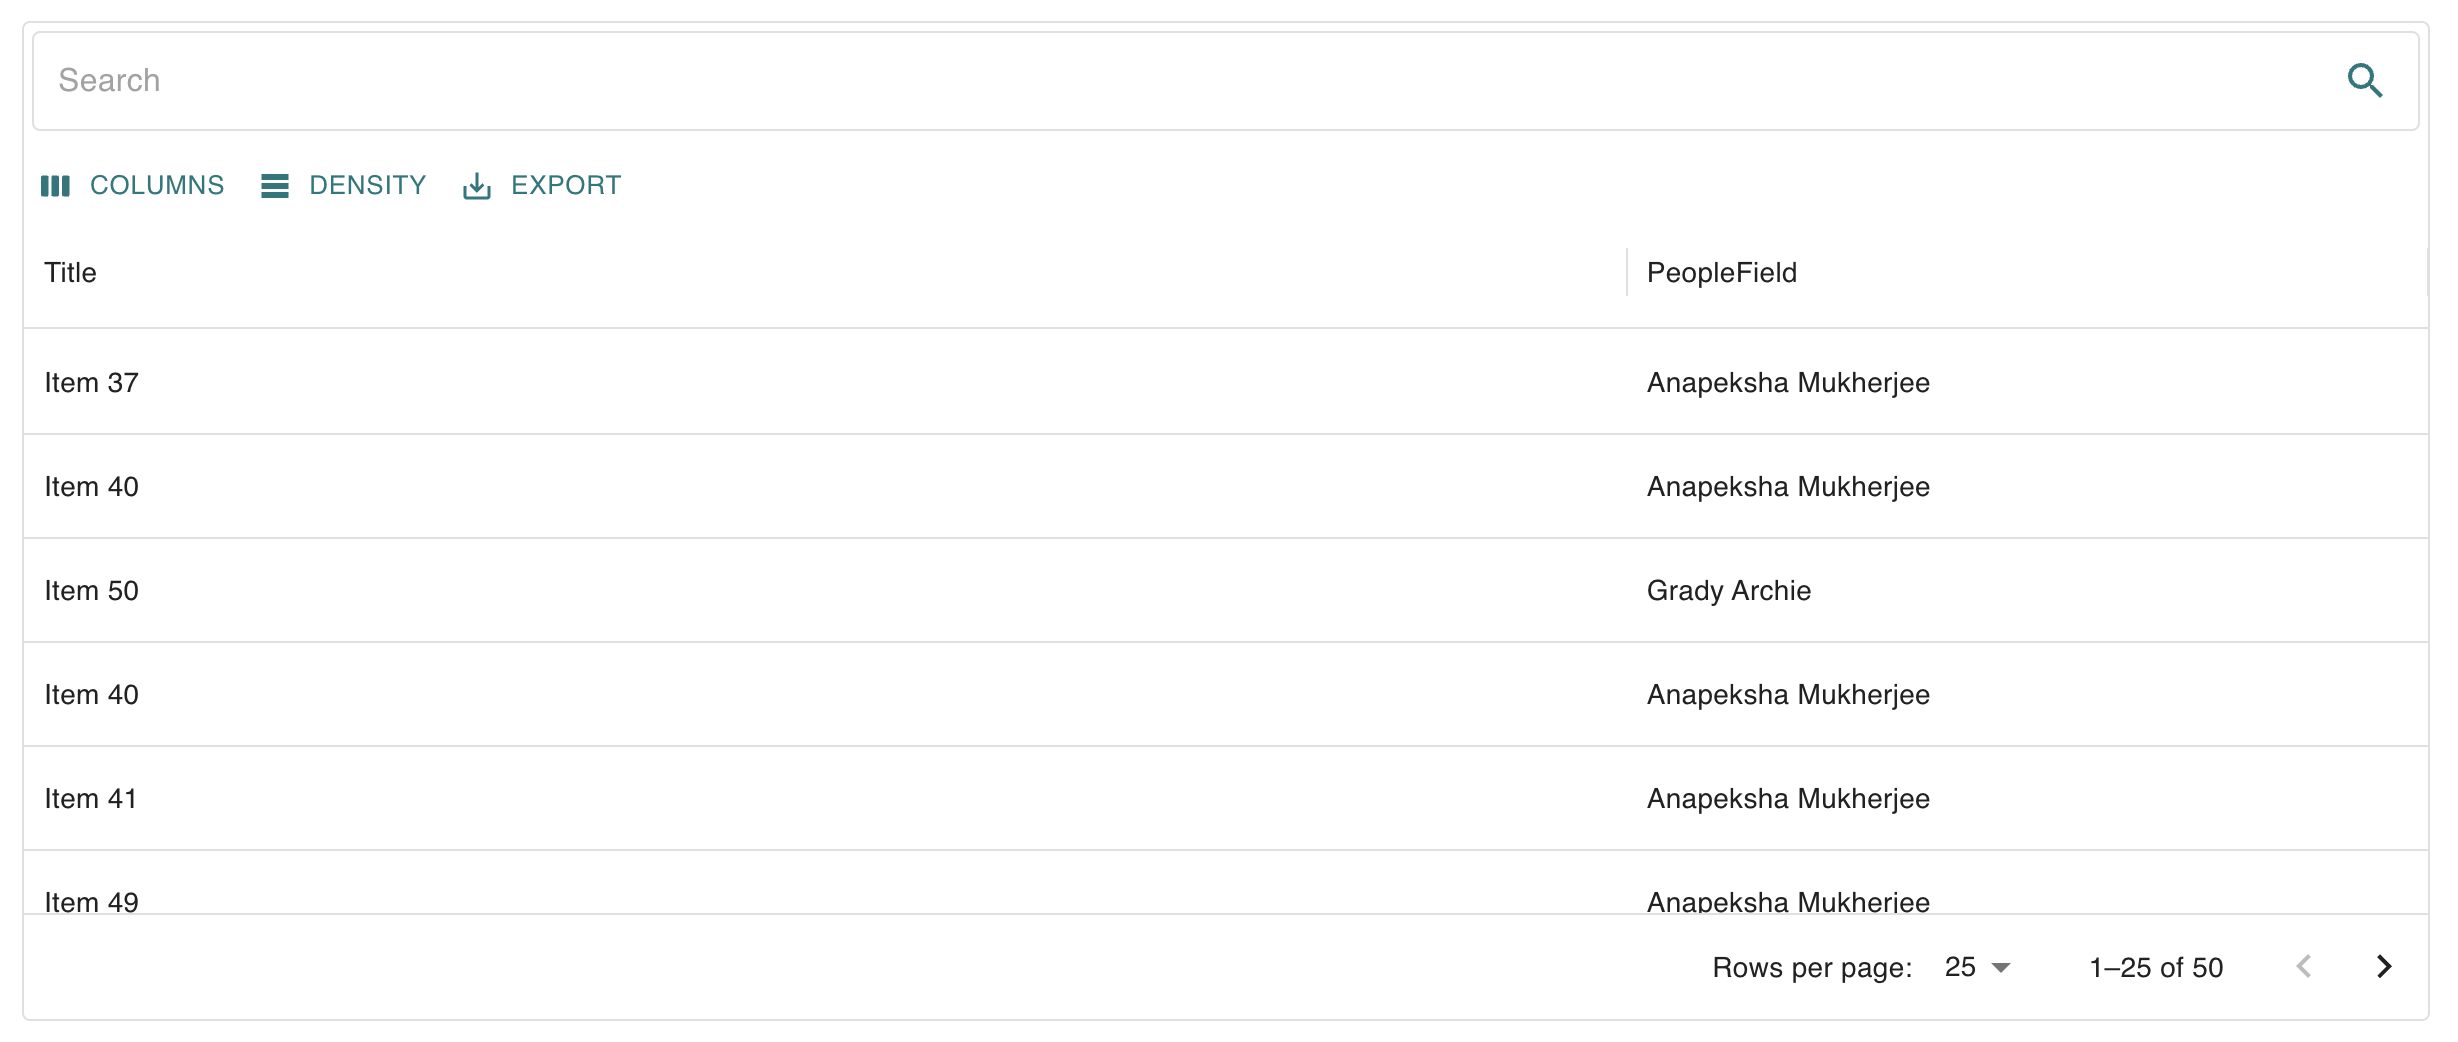 Search
COLUMNS DENSITY EXPORT
Title PeopleField
Item 37 Anapeksha Mukherjee
Item 40 Anapeksha Mukherjee
Item 50 Grady Archie
Item 40 Anapeksha Mukherjee
Item 41 Anapeksha Mukherjee
Item 49 Anapeksha Mukherjee
Rows per page: 25 1–25 of 50